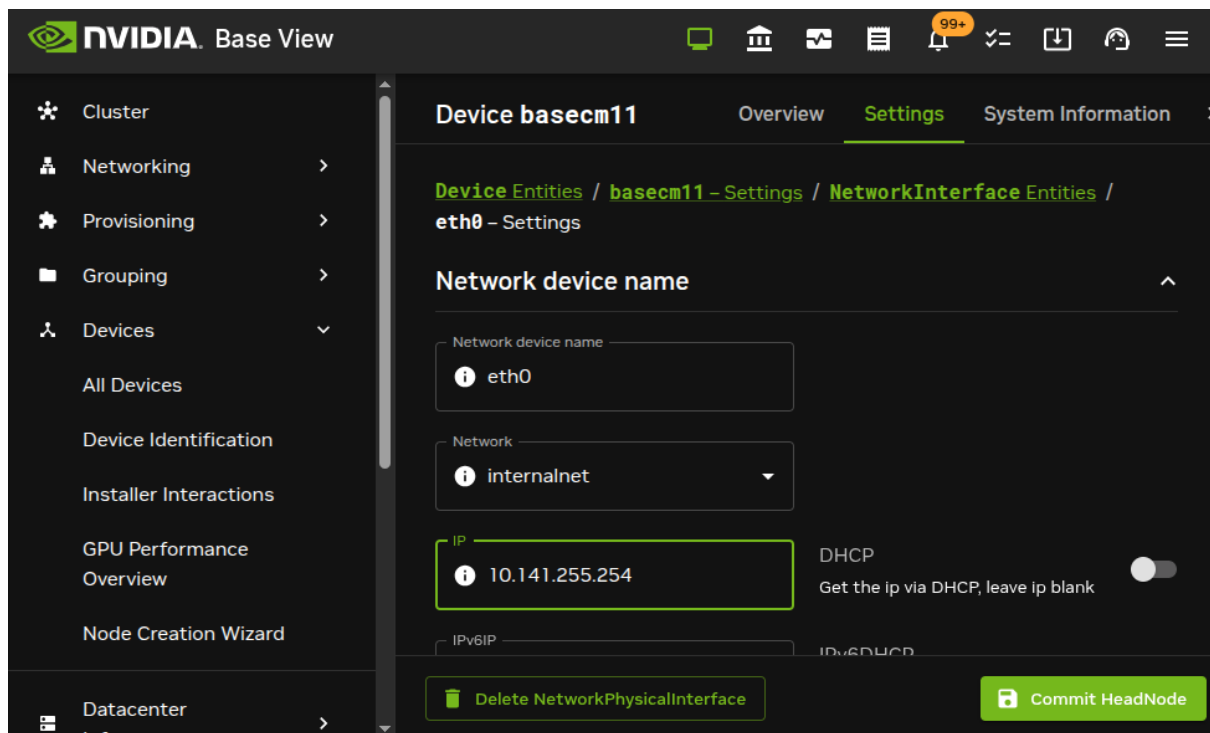 NVIDIA. Base View
99+
Cluster
Networking
Provisioning
Grouping
Devices
All Devices
Device Identification
Installer Interactions
GPU Performance
Overview
Node Creation Wizard
Datacenter
Device basecm11
Overview
Settings
System Information
Device Entities / basecm11 – Settings / NetworkInterface Entities /
eth0 – Settings
Network device name
Network device name
eth0
Network
internalnet
IP
10.141.255.254
DHCP
Get the ip via DHCP, leave ip blank
IPv6IP
IPv6DHCP
Delete NetworkPhysicalInterface
Commit HeadNode